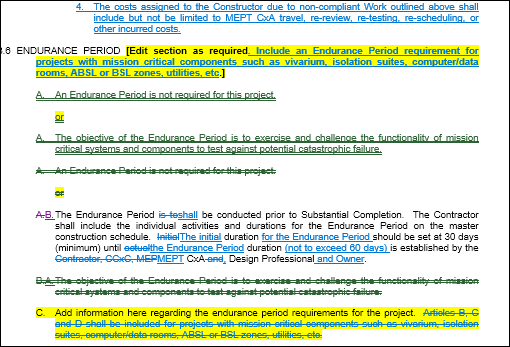 4. The costs assigned to the Constructor due to non-compliant Work outlined above shall
include but not be limited to MEPT CxA travel, re-review, re-testing, re-scheduling, or
other incurred costs.
.6 ENDURANCE PERIOD [Edit section as required. Include an Endurance Period requirement for
projects with mission critical components such as vivarium, isolation suites, computer/data
rooms, ABSL or BSL zones, utilities, etc.]
A. An Endurance Period is not required for this project.
or
A. The objective of the Endurance Period is to exercise and challenge the functionality of mission
critical systems and components to test against potential catastrophic failure.
A. An Endurance Period is not required for this project.
or
A.B. The Endurance Period is to shall be conducted prior to Substantial Completion. The Contractor
shall include the individual activities and durations for the Endurance Period on the master
construction schedule. InitialThe initial duration for the Endurance Period should be set at 30 days
(minimum) until actualthe Endurance Period duration (not to exceed 60 days) is established by the
Contractor, CCxC, MEPMEPT CxA and, Design Professional and Owner.
B.A. The objective of the Endurance Period is to exercise and challenge the functionality of mission
critical systems and components to test against potential catastrophic failure.
C. Add information here regarding the endurance period requirements for the project. Articles B, C
and D shall be included for projects with mission critical components such as vivarium, isolation
suites, computer/data rooms, ABSL or BSL zones, utilities, etc.